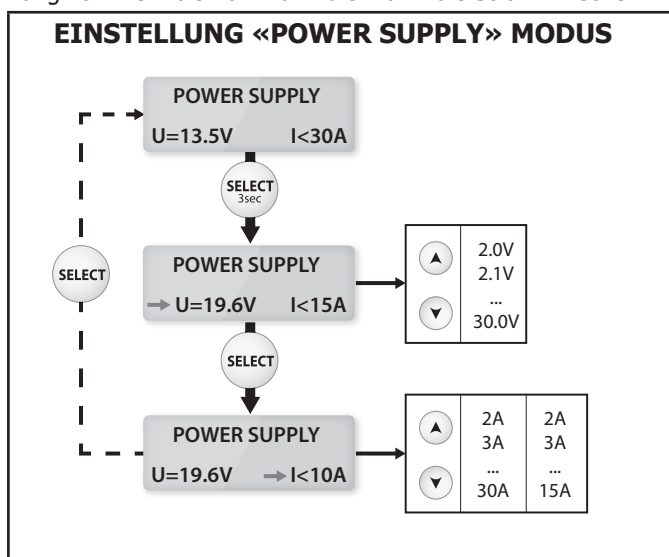 EINSTELLUNG «POWER SUPPLY» MODUS
POWER SUPPLY
U=13.5V I<30A
SELECT
3sec
SELECT
POWER SUPPLY
U=19.6V I<15A
2.0V
2.1V
...
30.0V
SELECT
POWER SUPPLY
U=19.6V I<10A
2A 2A
3A 3A
... ...
30A 15A